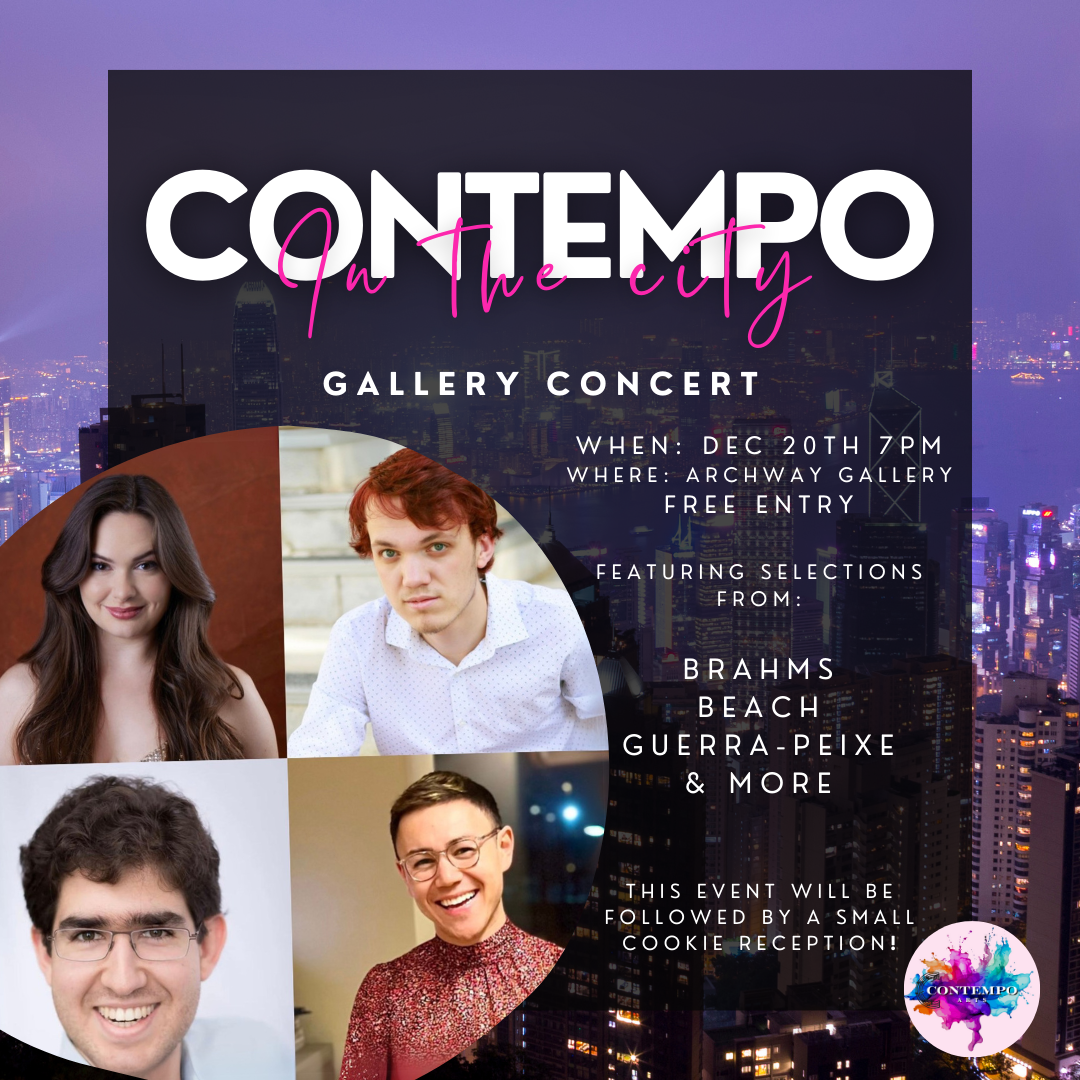 CONTEMPO
In the city
GALLERY CONCERT
WHEN: DEC 20TH 7PM
WHERE: ARCHWAY GALLERY
FREE ENTRY
FEATURING SELECTIONS
FROM:
BRAHMS
BEACH
GUERRA-PEIXE
& MORE
THIS EVENT WILL BE
FOLLOWED BY A SMALL
COOKIE RECEPTION!
CONTEMPO
ARTS